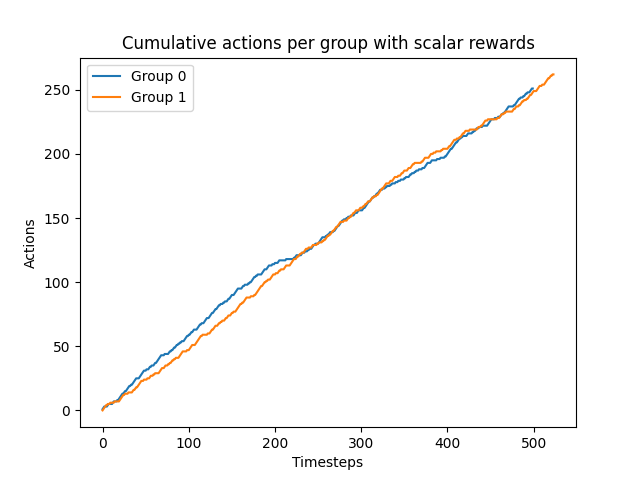 Cumulative actions per group with scalar rewards
Group 0
Group 1
250
200
150
100
50
0
Actions
0 100 200 300 400 500
Timesteps